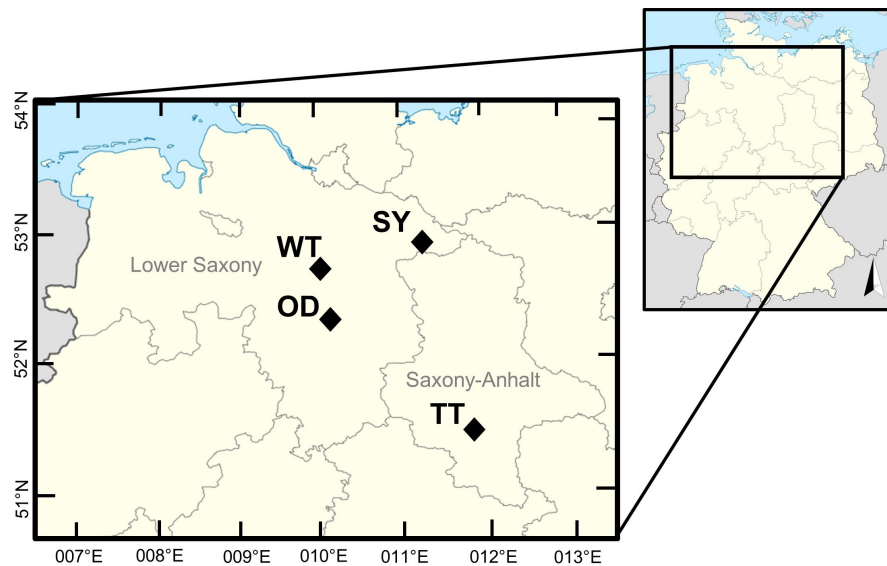 54°N
53°N
52°N
51°N
SY
WT
Lower Saxony
OD
Saxony-Anhalt
TT
007°E 008°E 009°E 010°E 011°E 012°E 013°E